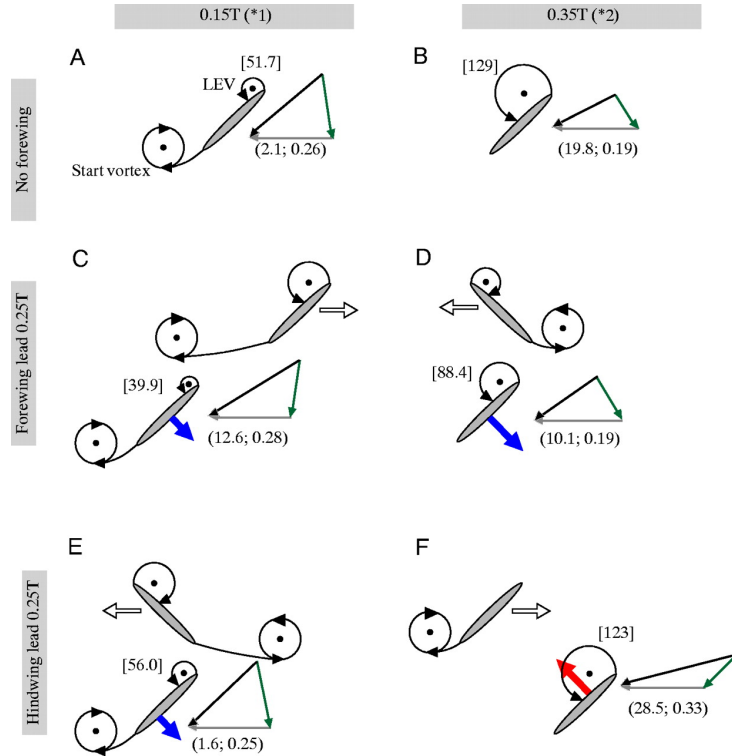 0.15T (*1)
0.35T (*2)
No forewing
A
[51.7]
LEV
Start vortex
(2.1; 0.26)
B
[129]
(19.8; 0.19)
Forewing lead 0.25T
C
[39.9]
(12.6; 0.28)
D
[88.4]
(10.1; 0.19)
Hindwing lead 0.25T
E
[56.0]
(1.6; 0.25)
F
[123]
(28.5; 0.33)